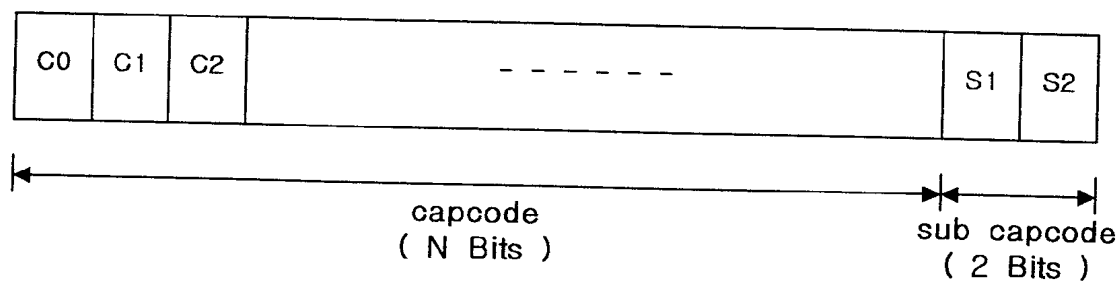 C0 C1 C2 - - - - - - S1 S2
capcode
( N Bits )
sub capcode
( 2 Bits )